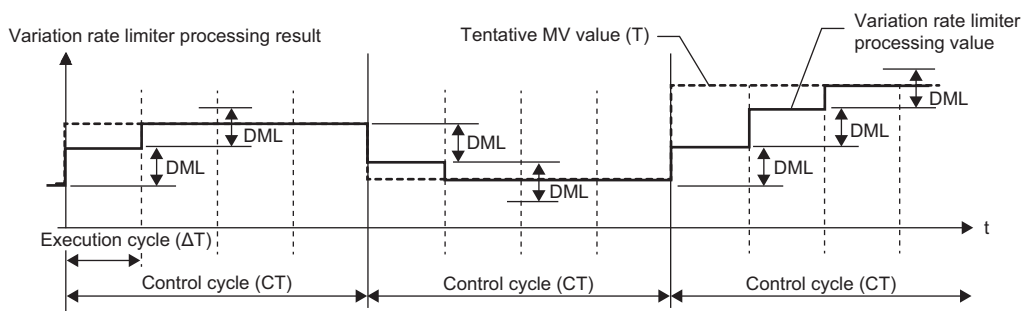 Variation rate limiter processing result
Tentative MV value (T)
Variation rate limiter
processing value
DML
DML
DML
DML
DML
DML
DML
t
Execution cycle (ΔT)
Control cycle (CT)
Control cycle (CT)
Control cycle (CT)